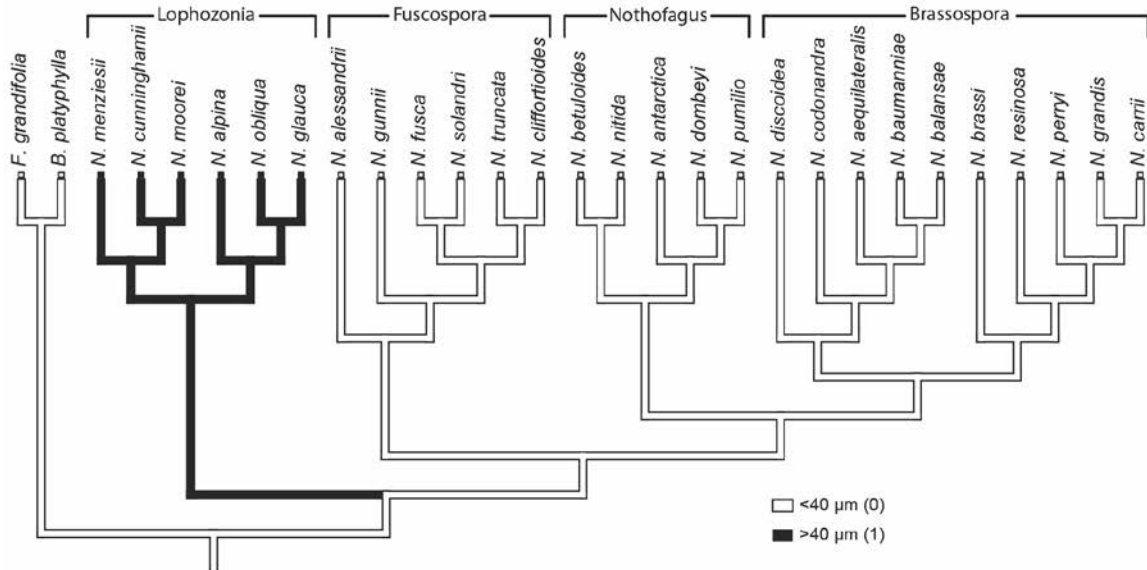 Lophozonia
Fuscospora
Nothofagus
Brassospora
F. grandifolia
B. platyphylla
N. menziesii
N. cunninghamii
N. moorei
N. alpina
N. obliqua
N. glauca
N. alessandrii
N. gunnii
N. fusca
N. solandri
N. truncata
N. cliffortioides
N. betuloides
N. nitida
N. antarctica
N. dombeyi
N. pumilio
N. discoidea
N. codonandra
N. aequilateralis
N. baumanniae
N. balansae
N. brassi
N. resinosa
N. perryi
N. grandis
N. carrii
<40 µm (0)
>40 µm (1)